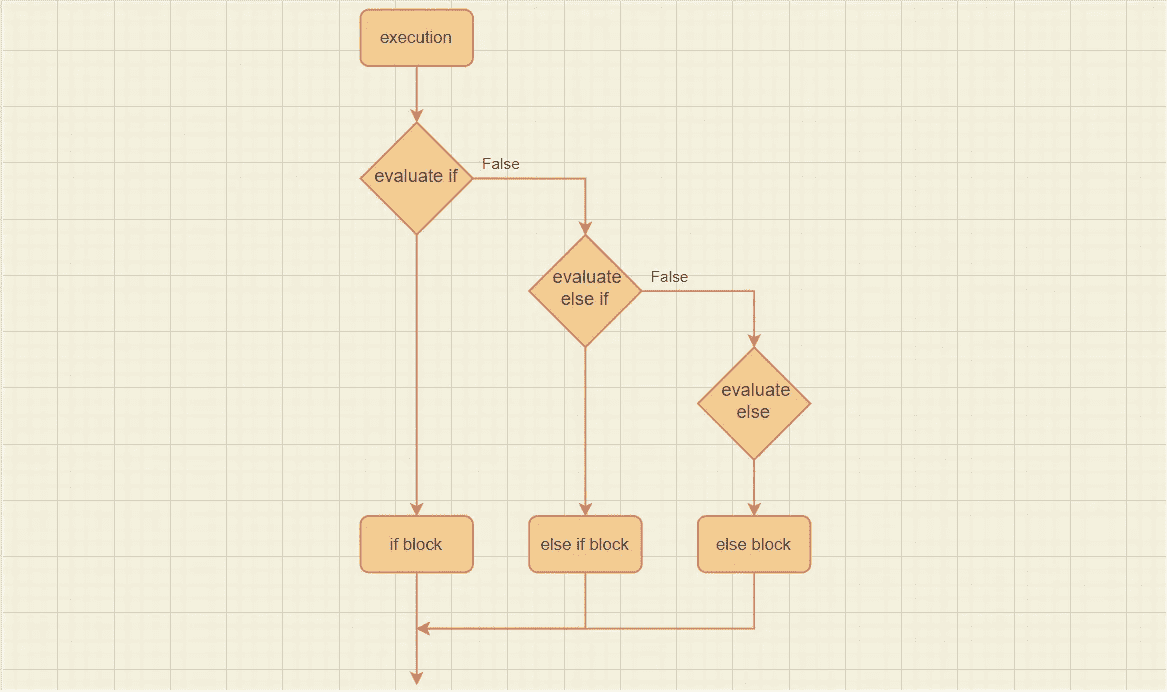 execution
evaluate if
False
evaluate
else if
False
evaluate
else
if block
else if block
else block